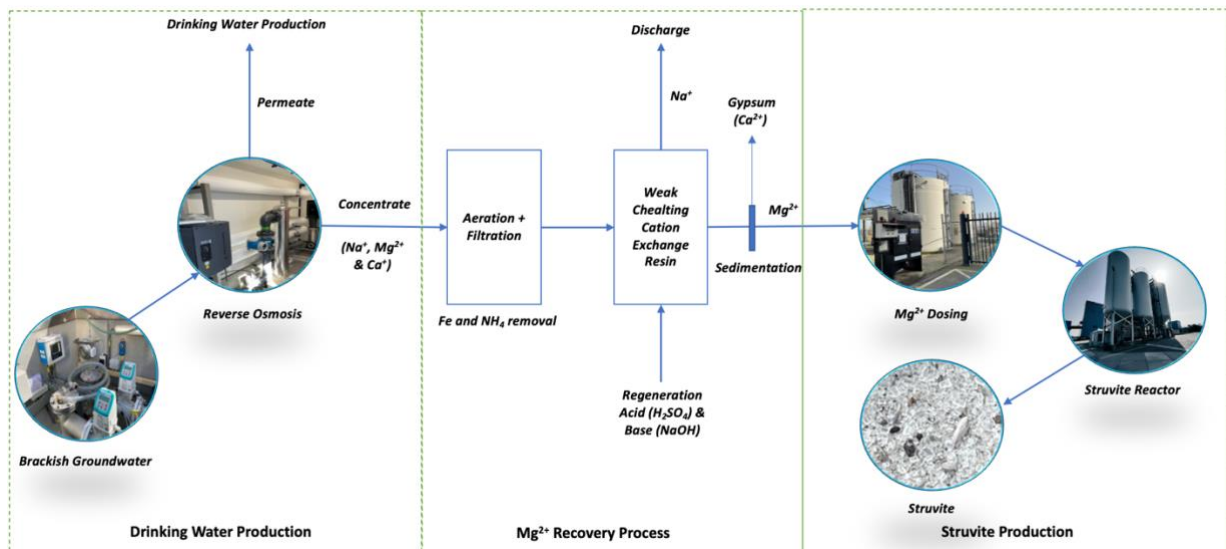 Drinking Water Production
Permeate
Concentrate
(Na⁺, Mg²⁺
& Ca⁺)
Reverse Osmosis
Brackish Groundwater
Drinking Water Production
Discharge
Na⁺
Gypsum
(Ca²⁺)
Aeration +
Filtration
Fe and NH₄ removal
Weak
Chealting
Cation
Exchange
Resin
Mg²⁺
Sedimentation
Regeneration
Acid (H₂SO₄) &
Base (NaOH)
Mg²⁺ Recovery Process
Mg²⁺ Dosing
Struvite Reactor
Struvite
Struvite Production